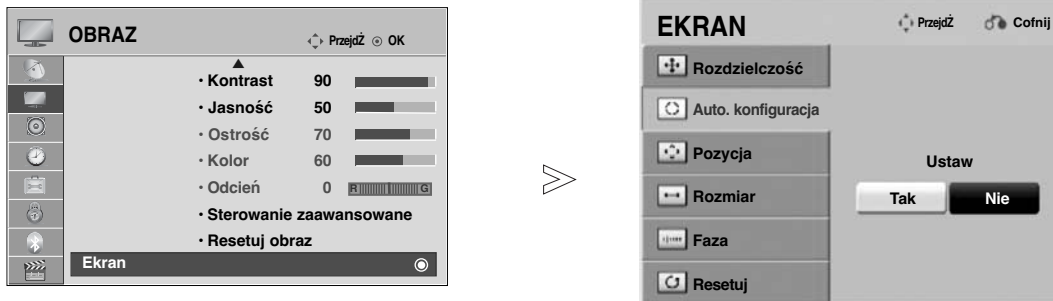 OBRAZ
PrzejdŹ OK
• Kontrast 90
• Jasność 50
• Ostrość 70
• Kolor 60
• Odcień 0 R G
• Sterowanie zaawansowane
• Resetuj obraz
Ekran
EKRAN
PrzejdŹ Cofnij
Rozdzielczość
Auto. konfiguracja
Pozycja
Rozmiar
Faza
Resetuj
Ustaw
Tak Nie